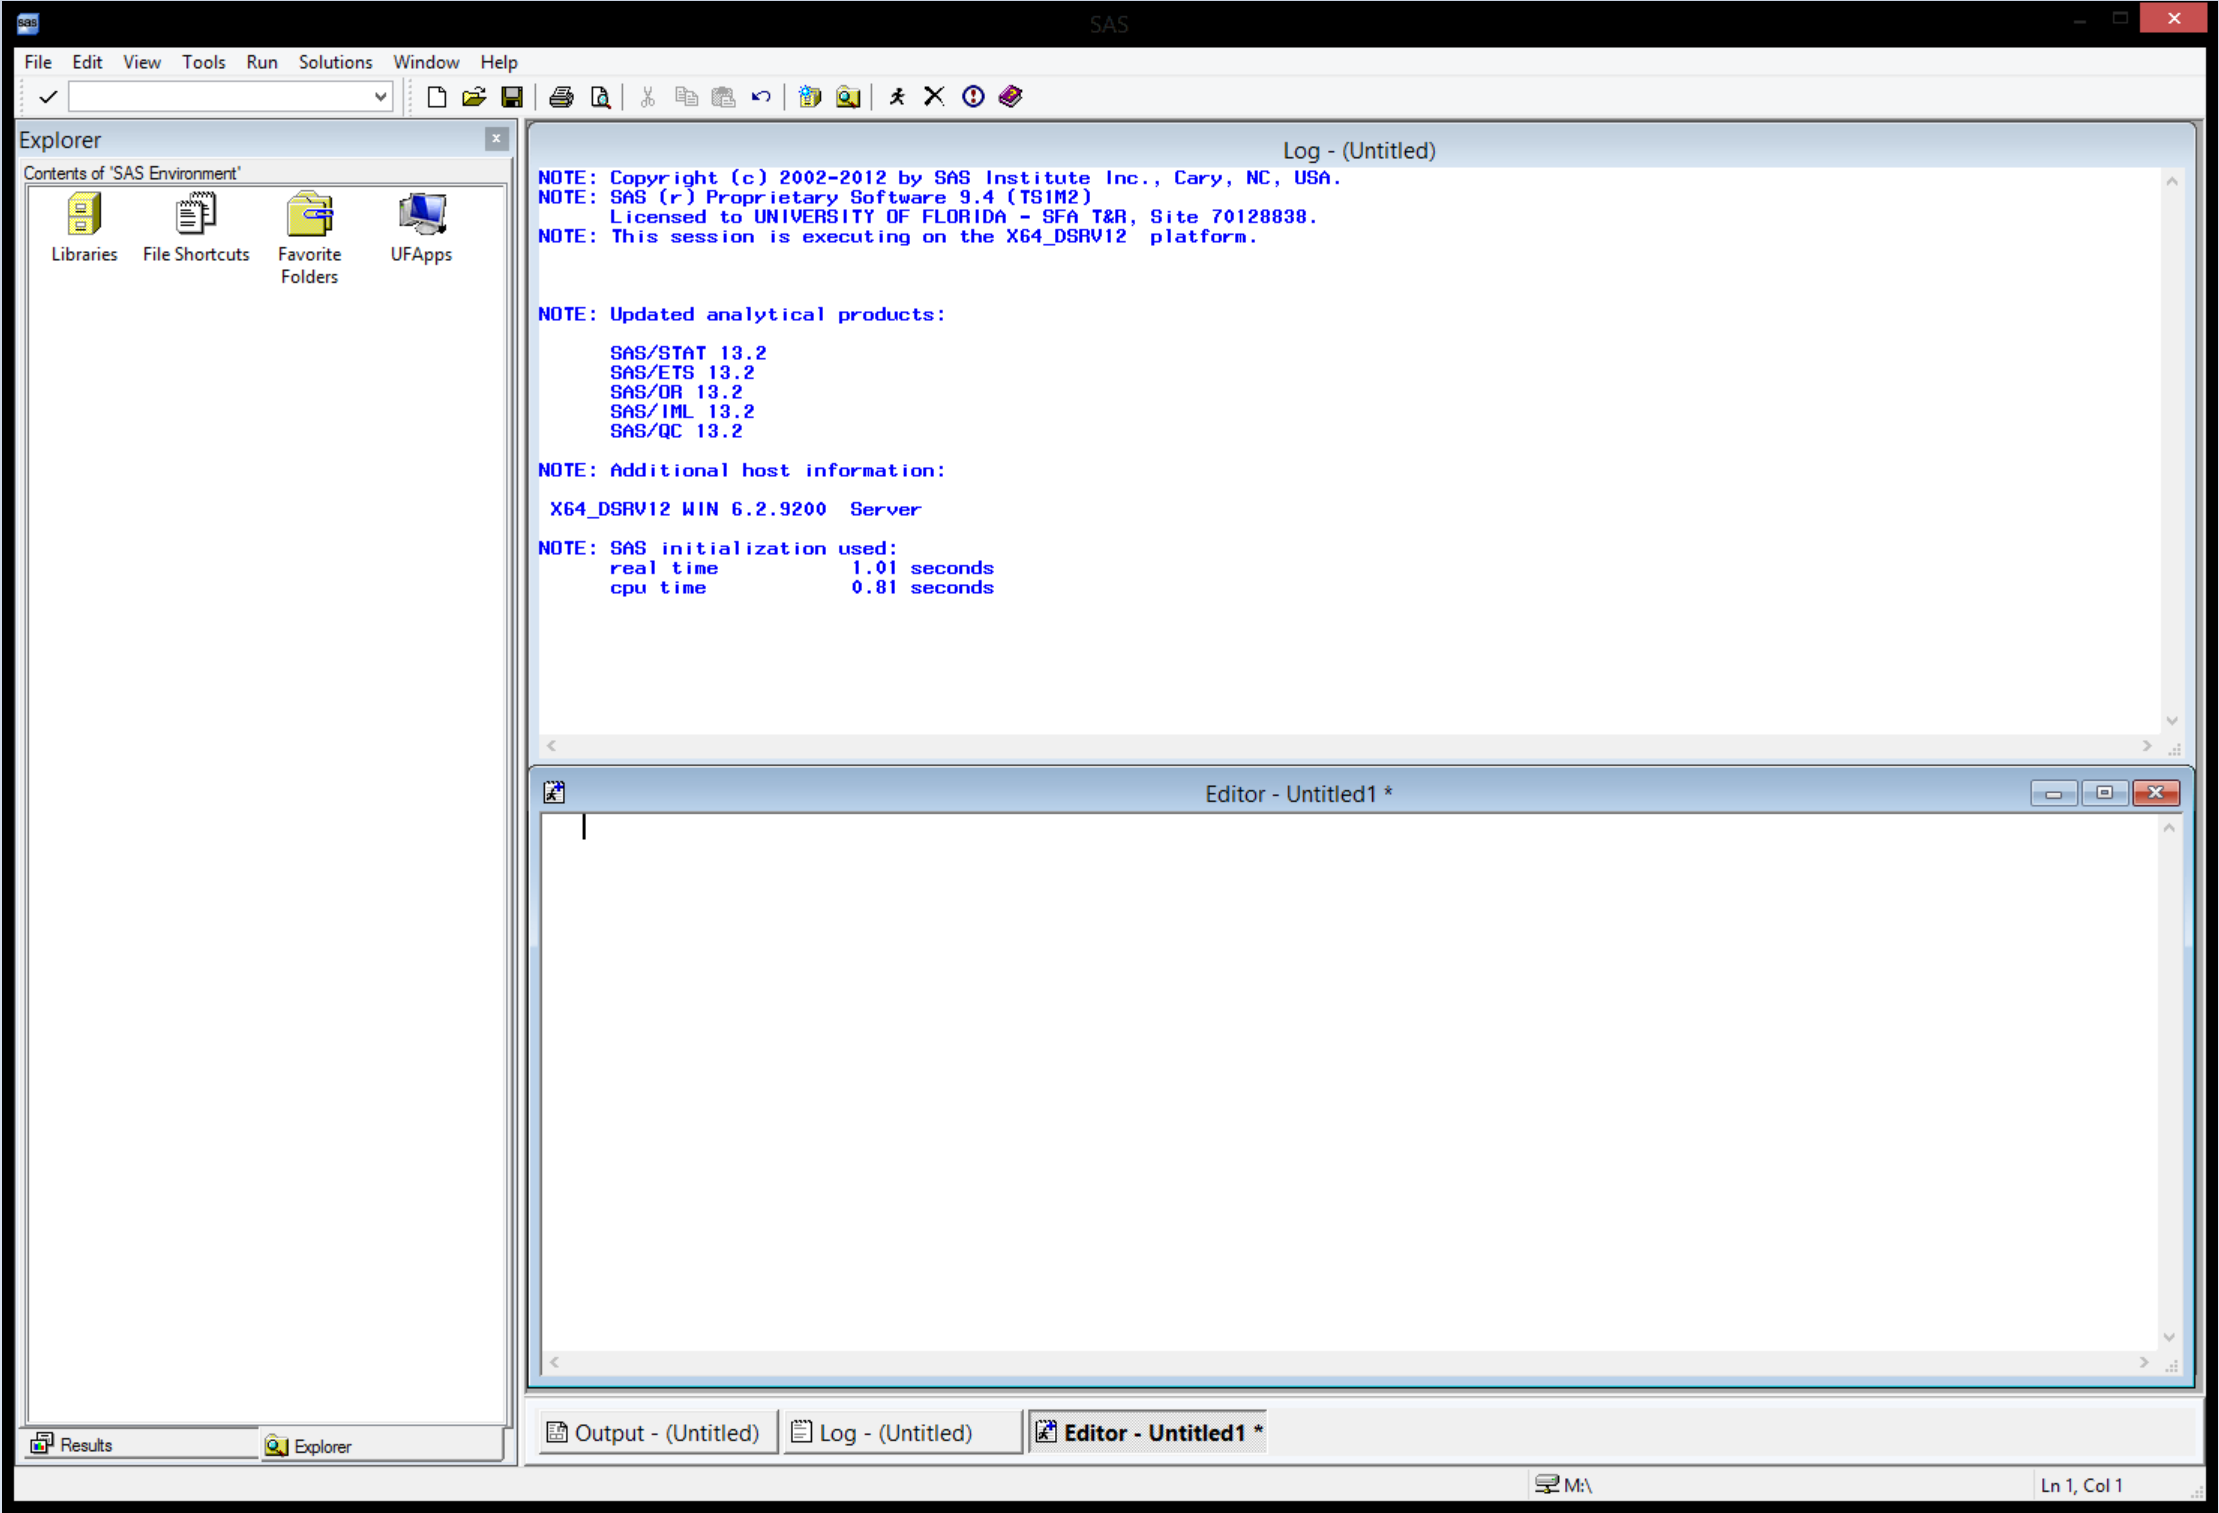 sas
SAS
File Edit View Tools Run Solutions Window Help
Explorer
Contents of 'SAS Environment'
Libraries
File Shortcuts
Favorite
Folders
UFApps
Log - (Untitled)
NOTE: Copyright (c) 2002-2012 by SAS Institute Inc., Cary, NC, USA.
NOTE: SAS (r) Proprietary Software 9.4 (TS1M2)
Licensed to UNIVERSITY OF FLORIDA - SFA T&R, Site 70128838.
NOTE: This session is executing on the X64_DSRV12 platform.
NOTE: Updated analytical products:
SAS/STAT 13.2
SAS/ETS 13.2
SAS/OR 13.2
SAS/IML 13.2
SAS/QC 13.2
NOTE: Additional host information:
X64_DSRV12 WIN 6.2.9200 Server
NOTE: SAS initialization used:
real time 1.01 seconds
cpu time 0.81 seconds
Editor - Untitled1 *
Results
Explorer
Output - (Untitled)
Log - (Untitled)
Editor - Untitled1 *
M:\
Ln 1, Col 1